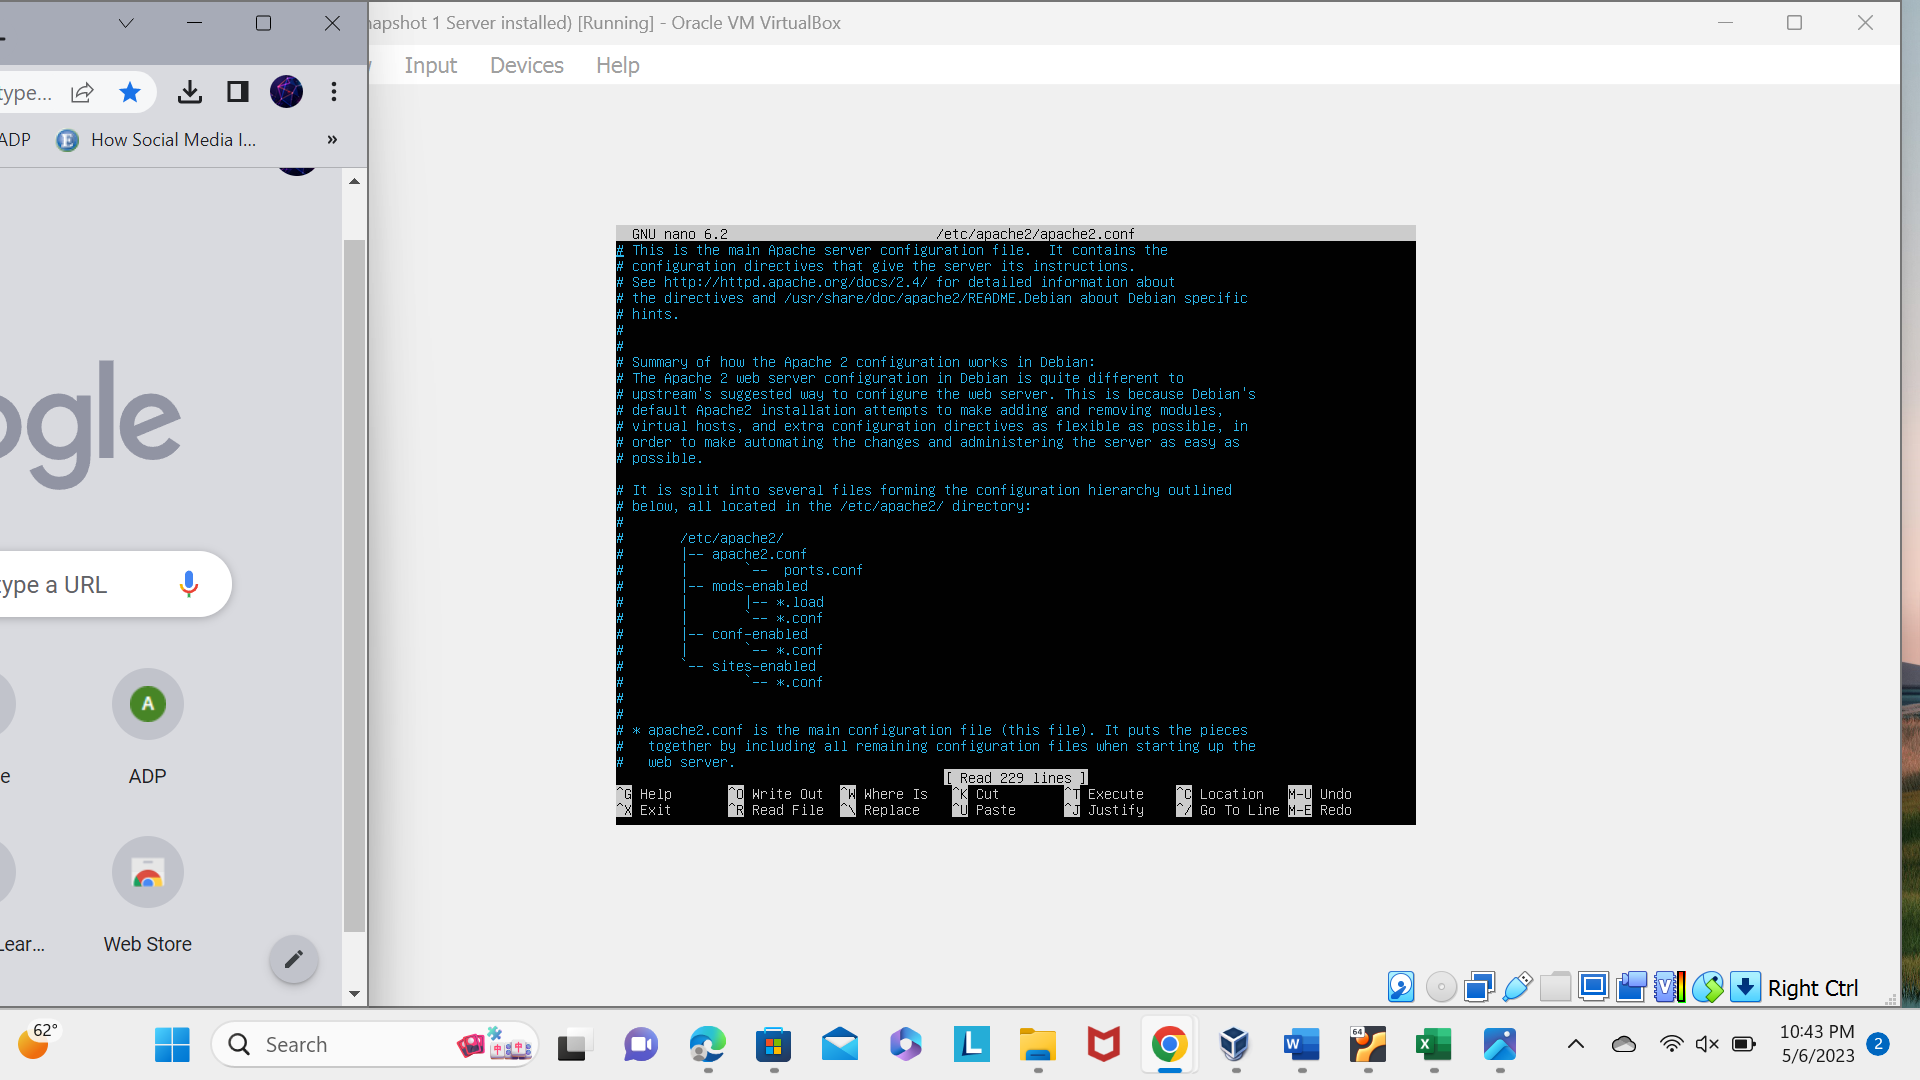 napshot 1 Server installed) [Running] - Oracle VM VirtualBox
Input Devices Help
type...
ADP
How Social Media I...
»
ogle
type a URL
A
e
ADP
Lear...
Web Store
GNU nano 6.2 /etc/apache2/apache2.conf
# This is the main Apache server configuration file.  It contains the
# configuration directives that give the server its instructions.
# See http://httpd.apache.org/docs/2.4/ for detailed information about
# the directives and /usr/share/doc/apache2/README.Debian about Debian specific
# hints.
#
#
# Summary of how the Apache 2 configuration works in Debian:
# The Apache 2 web server configuration in Debian is quite different to
# upstream's suggested way to configure the web server. This is because Debian's
# default Apache2 installation attempts to make adding and removing modules,
# virtual hosts, and extra configuration directives as flexible as possible, in
# order to make automating the changes and administering the server as easy as
# possible.
# It is split into several files forming the configuration hierarchy outlined
# below, all located in the /etc/apache2/ directory:
#
#       /etc/apache2/
#       |-- apache2.conf
#       |       `--  ports.conf
#       |-- mods-enabled
#       |       |-- *.load
#       |       `-- *.conf
#       |-- conf-enabled
#       |       `-- *.conf
#       `-- sites-enabled
#               `-- *.conf
#
#
# * apache2.conf is the main configuration file (this file). It puts the pieces
#   together by including all remaining configuration files when starting up the
#   web server.
[ Read 229 lines ]
^G Help ^O Write Out ^W Where Is ^K Cut ^T Execute ^C Location M-U Undo
^X Exit ^R Read File ^\ Replace ^U Paste ^J Justify ^/ Go To Line M-E Redo
Right Ctrl
62°
Search
10:43 PM
5/6/2023
2